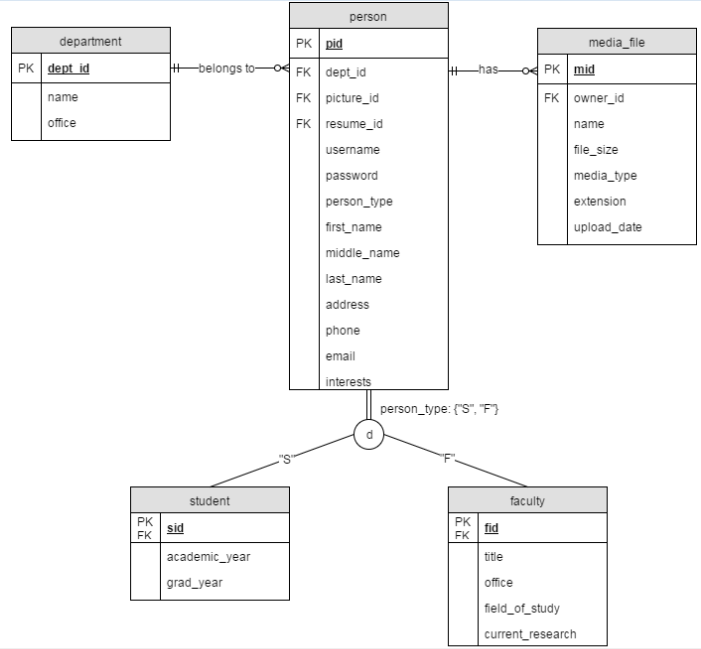 department
PK dept_id
name
office
belongs to
person
PK pid
FK dept_id
FK picture_id
FK resume_id
username
password
person_type
first_name
middle_name
last_name
address
phone
email
interests
has
media_file
PK mid
FK owner_id
name
file_size
media_type
extension
upload_date
person_type: {"S", "F"}
d
"S"
"F"
student
PK
FK sid
academic_year
grad_year
faculty
PK
FK fid
title
office
field_of_study
current_research